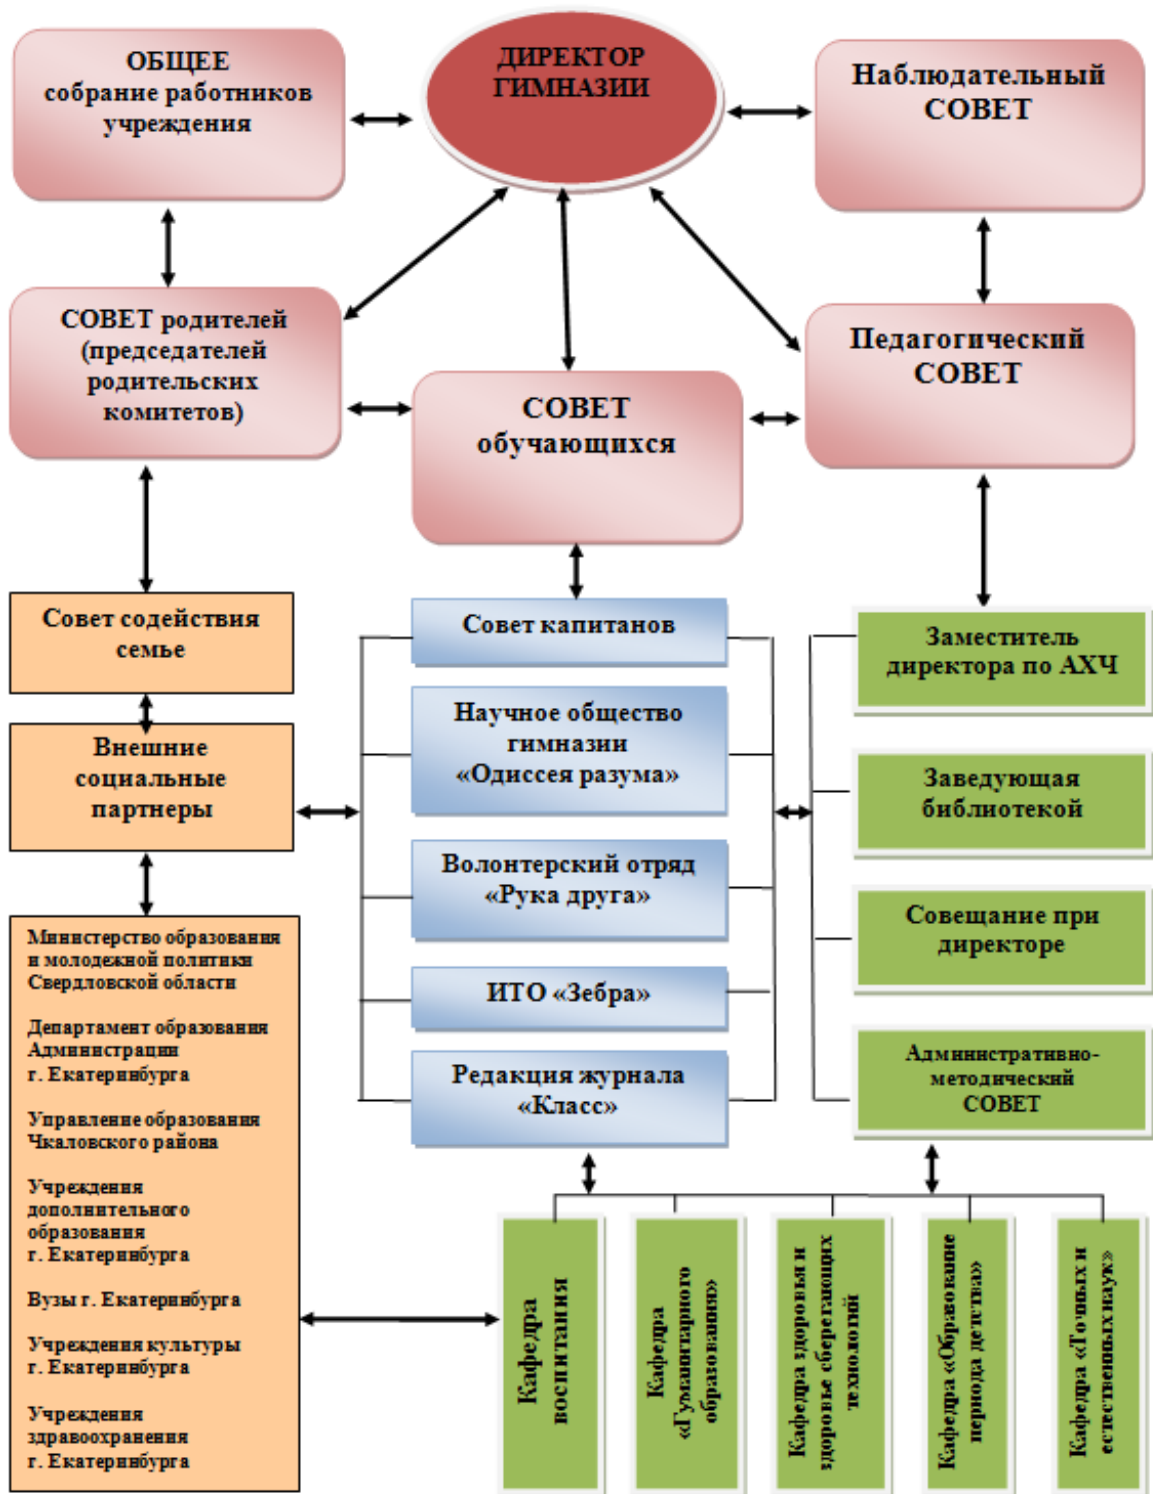 ДИРЕКТОР
ГИМНАЗИИ
ОБЩЕЕ
собрание работников
учреждения
Наблюдательный
СОВЕТ
СОВЕТ родителей
(председателей
родительских
комитетов)
СОВЕТ
обучающихся
Педагогический
СОВЕТ
Совет содействия
семье
Внешние
социальные
партнеры
Министерство образования
и молодежной политики
Свердловской области
Департамент образования
Администрации
г. Екатеринбурга
Управление образования
Чкаловского района
Учреждения
дополнительного
образования
г. Екатеринбурга
Вузы г. Екатеринбурга
Учреждения культуры
г. Екатеринбурга
Учреждения
здравоохранения
г. Екатеринбурга
Совет капитанов
Научное общество
гимназии
«Одиссея разума»
Волонтерский отряд
«Рука друга»
ИТО «Зебра»
Редакция журнала
«Класс»
Заместитель
директора по АХЧ
Заведующая
библиотекой
Совещание при
директоре
Административно-
методический
СОВЕТ
Кафедра
воспитания
Кафедра
«Гуманитарного
образования»
Кафедра здоровья и
здоровье сберегающих
технологий
Кафедра «Образование
периода детства»
Кафедра «Точных и
естественных наук»